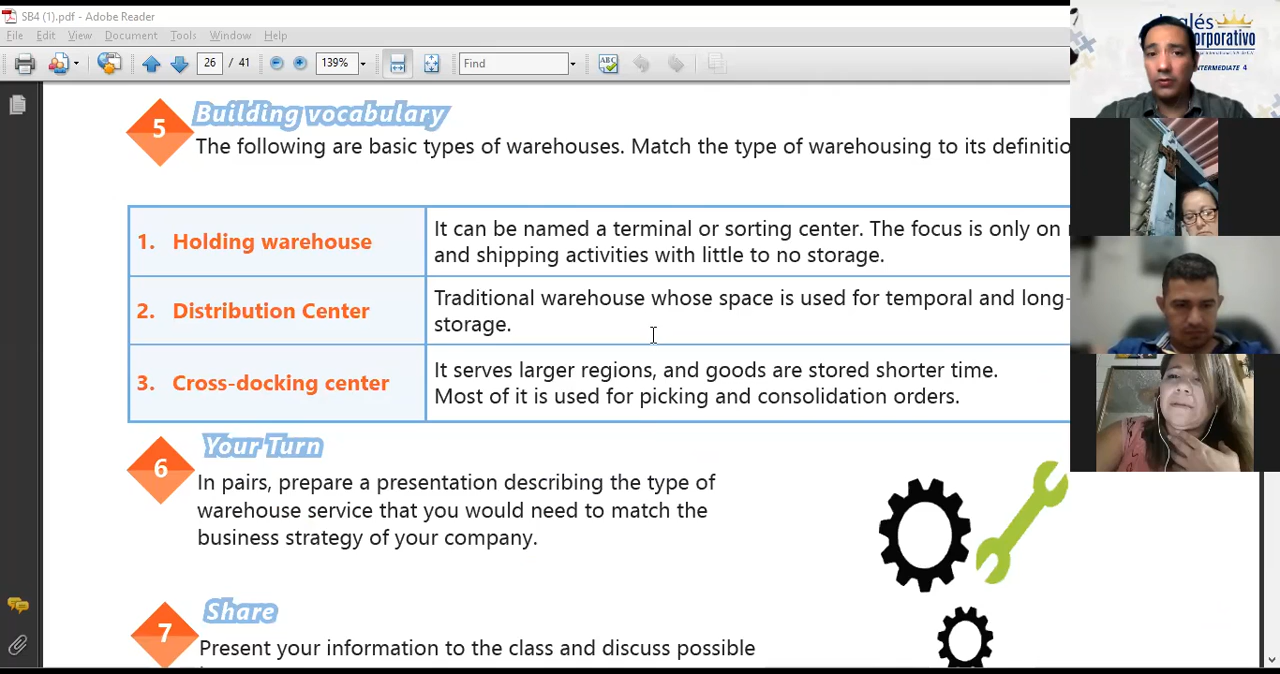 SB4 (1).pdf - Adobe Reader
File Edit View Document Tools Window Help
26 / 41 139% Find
Inglés
Corporativo
INTERMEDIATE 4
5 Building vocabulary
The following are basic types of warehouses. Match the type of warehousing to its definitio
1. Holding warehouse
It can be named a terminal or sorting center. The focus is only on
and shipping activities with little to no storage.
2. Distribution Center
Traditional warehouse whose space is used for temporal and long-
storage.
3. Cross-docking center
It serves larger regions, and goods are stored shorter time.
Most of it is used for picking and consolidation orders.
6 Your Turn
In pairs, prepare a presentation describing the type of
warehouse service that you would need to match the
business strategy of your company.
7 Share
Present your information to the class and discuss possible